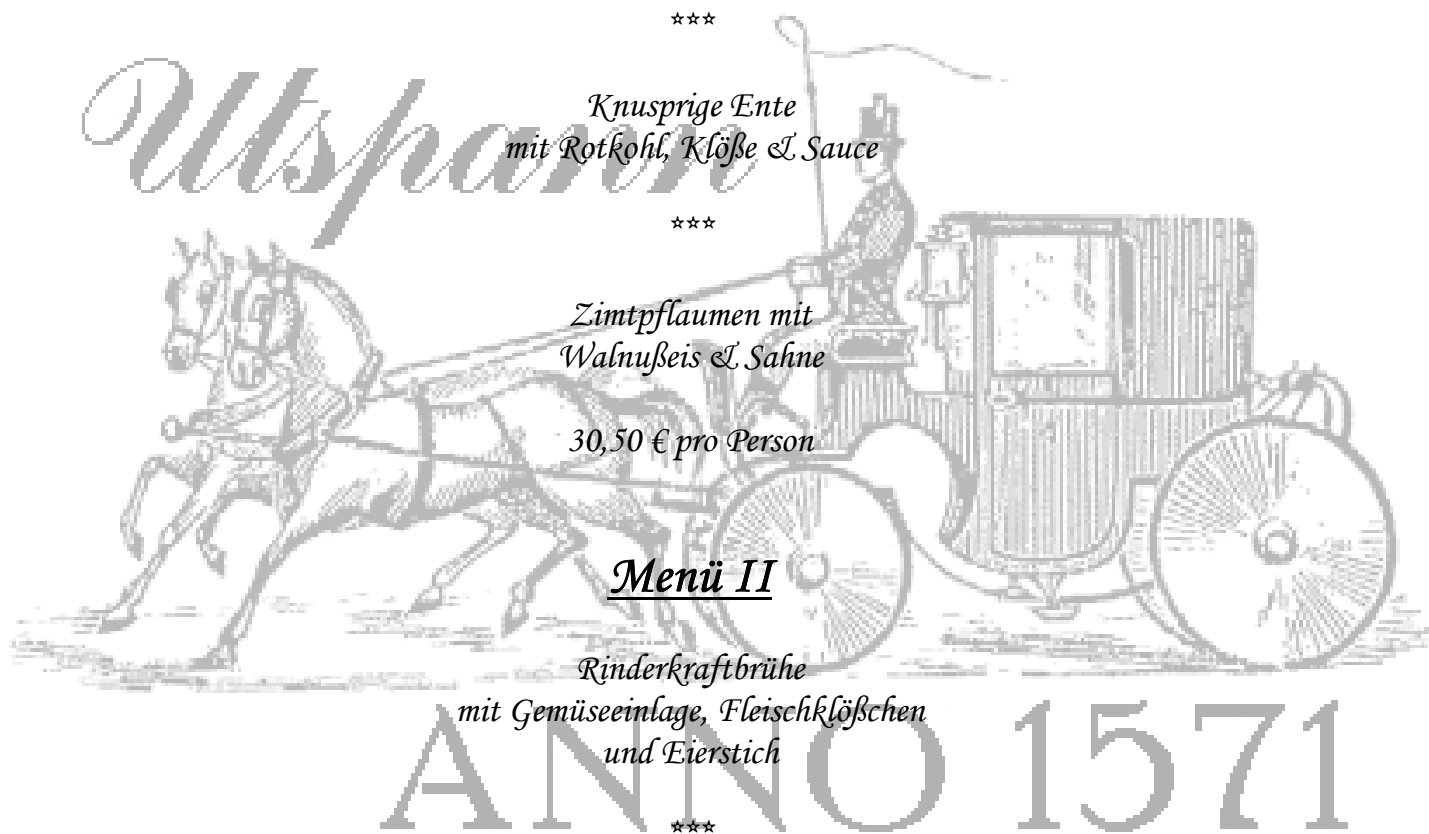 ***
Utspann
Knusprige Ente
mit Rotkohl, Klöße & Sauce
***
Zimtpflaumen mit
Walnußeis & Sahne
30,50 € pro Person
Menü II
Rinderkraftbrühe
mit Gemüseeinlage, Fleischklößchen
und Eierstich
ANNO 1571
***